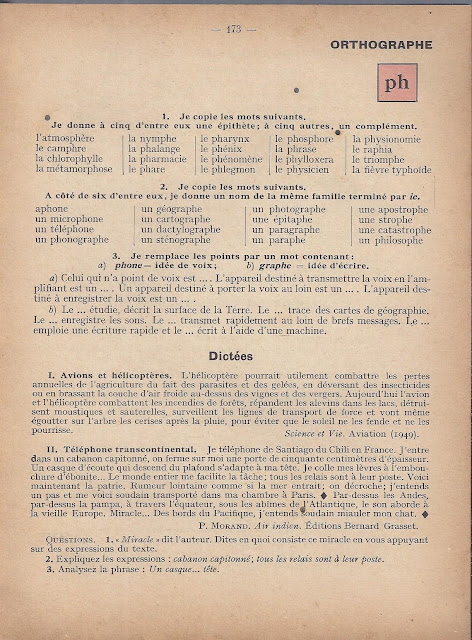 — 173 —
ORTHOGRAPHE
ph
1. Je copie les mots suivants.
Je donne à cinq d'entre eux une épithète; à cinq autres, un complément.
l'atmosphère la nymphe le pharynx le phosphore la physionomie
le camphre la phalange le phénix la phrase le raphia
la chlorophylle la pharmacie le phénomène le phylloxera le triomphe
la métamorphose le phare le phlegmon le physicien la fièvre typhoïde
2. Je copie les mots suivants.
A côté de six d'entre eux, je donne un nom de la même famille terminé par ie.
aphone un géographe un photographe une apostrophe
un microphone un cartographe une épitaphe une strophe
un téléphone un dactylographe un paragraphe une catastrophe
un phonographe un sténographe un paraphe un philosophe
3. Je remplace les points par un mot contenant :
a) phone = idée de voix; b) graphe = idée d'écrire.
a) Celui qui n'a point de voix est .... L'appareil destiné à transmettre la voix en l'am-
plifiant est un ... . Un appareil destiné à porter la voix au loin est un .. . L'appareil des-
tiné à enregistrer la voix est un ... .
b) Le ... étudie, décrit la surface de la Terre. Le ... trace des cartes de géographie.
Le ... enregistre les sons. Le ... transmet rapidement au loin de brefs messages. Le ...
emploie une écriture rapide et le ... écrit à l'aide d'une machine.
Dictées
I. Avions et hélicoptères. L'hélicoptère pourrait utilement combattre les pertes
annuelles de l'agriculture du fait des parasites et des gelées, en déversant des insecticides
ou en brassant la couche d'air froide au-dessus des vignes et des vergers. Aujourd'hui l'avion
et l'hélicoptère combattent les incendies de forêts, répandent les alevins dans les lacs, détrui-
sent moustiques et sauterelles, surveillent les lignes de transport de force et vont même
égoutter sur l'arbre les cerises après la pluie, pour éviter que le soleil ne les fende et ne les
pourrisse.
Science et Vie. Aviation (1949).
II. Téléphone transcontinental. Je téléphone de Santiago du Chili en France. J'entre
dans un cabanon capitonné, on ferme sur moi une porte de cinquante centimètres d'épaisseur.
Un casque d'écoute qui descend du plafond s'adapte à ma tête. Je colle mes lèvres à l'embou-
chure d'ébonite... Le monde entier me facilite la tâche; tous les relais sont à leur poste. Voici
maintenant la patrie. Rumeur lointaine comme si la mer entrait; on décroche; j'entends
un pas et me voici soudain transporté dans ma chambre à Paris. ◆ Par-dessus les Andes,
par-dessus la pampa, à travers l'équateur, sous les abîmes de l'Atlantique, le son aborde à
la vieille Europe. Miracle... Des bords du Pacifique, j'entends soudain miauler mon chat. ◆
P. MORAND. Air indien. Éditions Bernard Grasset.
QUESTIONS. 1. « Miracle » dit l'auteur. Dites en quoi consiste ce miracle en vous appuyant
sur des expressions du texte.
2. Expliquez les expressions : cabanon capitonné; tous les relais sont à leur poste.
3. Analysez la phrase : Un casque... tête.